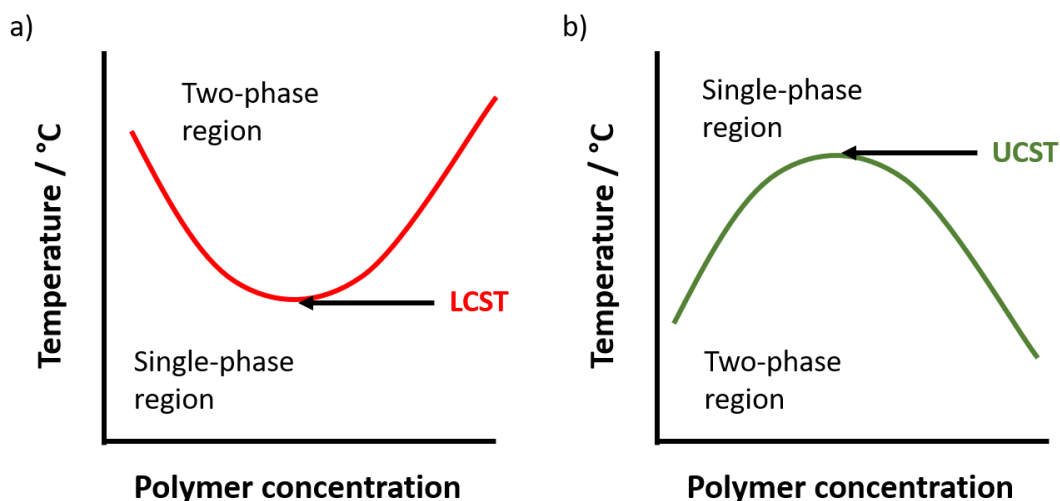 a)
Two-phase
region
LCST
Single-phase
region
Temperature / °C
Polymer concentration
b)
Single-phase
region
UCST
Two-phase
region
Temperature / °C
Polymer concentration